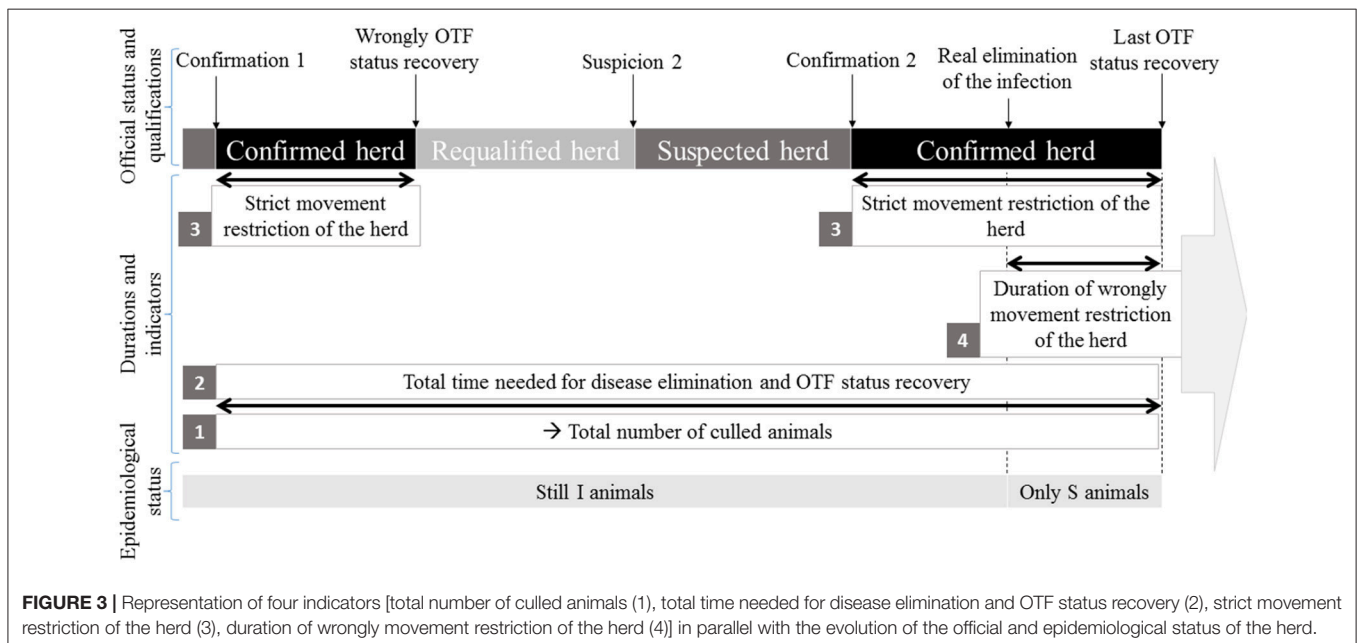 Official status and
qualifications
Confirmation 1
Wrongly OTF
status recovery
Suspicion 2
Confirmation 2
Real elimination
of the infection
Last OTF
status recovery
Confirmed herd
Requalified herd
Suspected herd
Confirmed herd
Durations and
indicators
3
Strict movement
restriction of the herd
3
Strict movement restriction of the
herd
4
Duration of wrongly
movement restriction
of the herd
2
Total time needed for disease elimination and OTF status recovery
1
→ Total number of culled animals
Epidemiological
status
Still I animals
Only S animals
FIGURE 3 | Representation of four indicators [total number of culled animals (1), total time needed for disease elimination and OTF status recovery (2), strict movement
restriction of the herd (3), duration of wrongly movement restriction of the herd (4)] in parallel with the evolution of the official and epidemiological status of the herd.